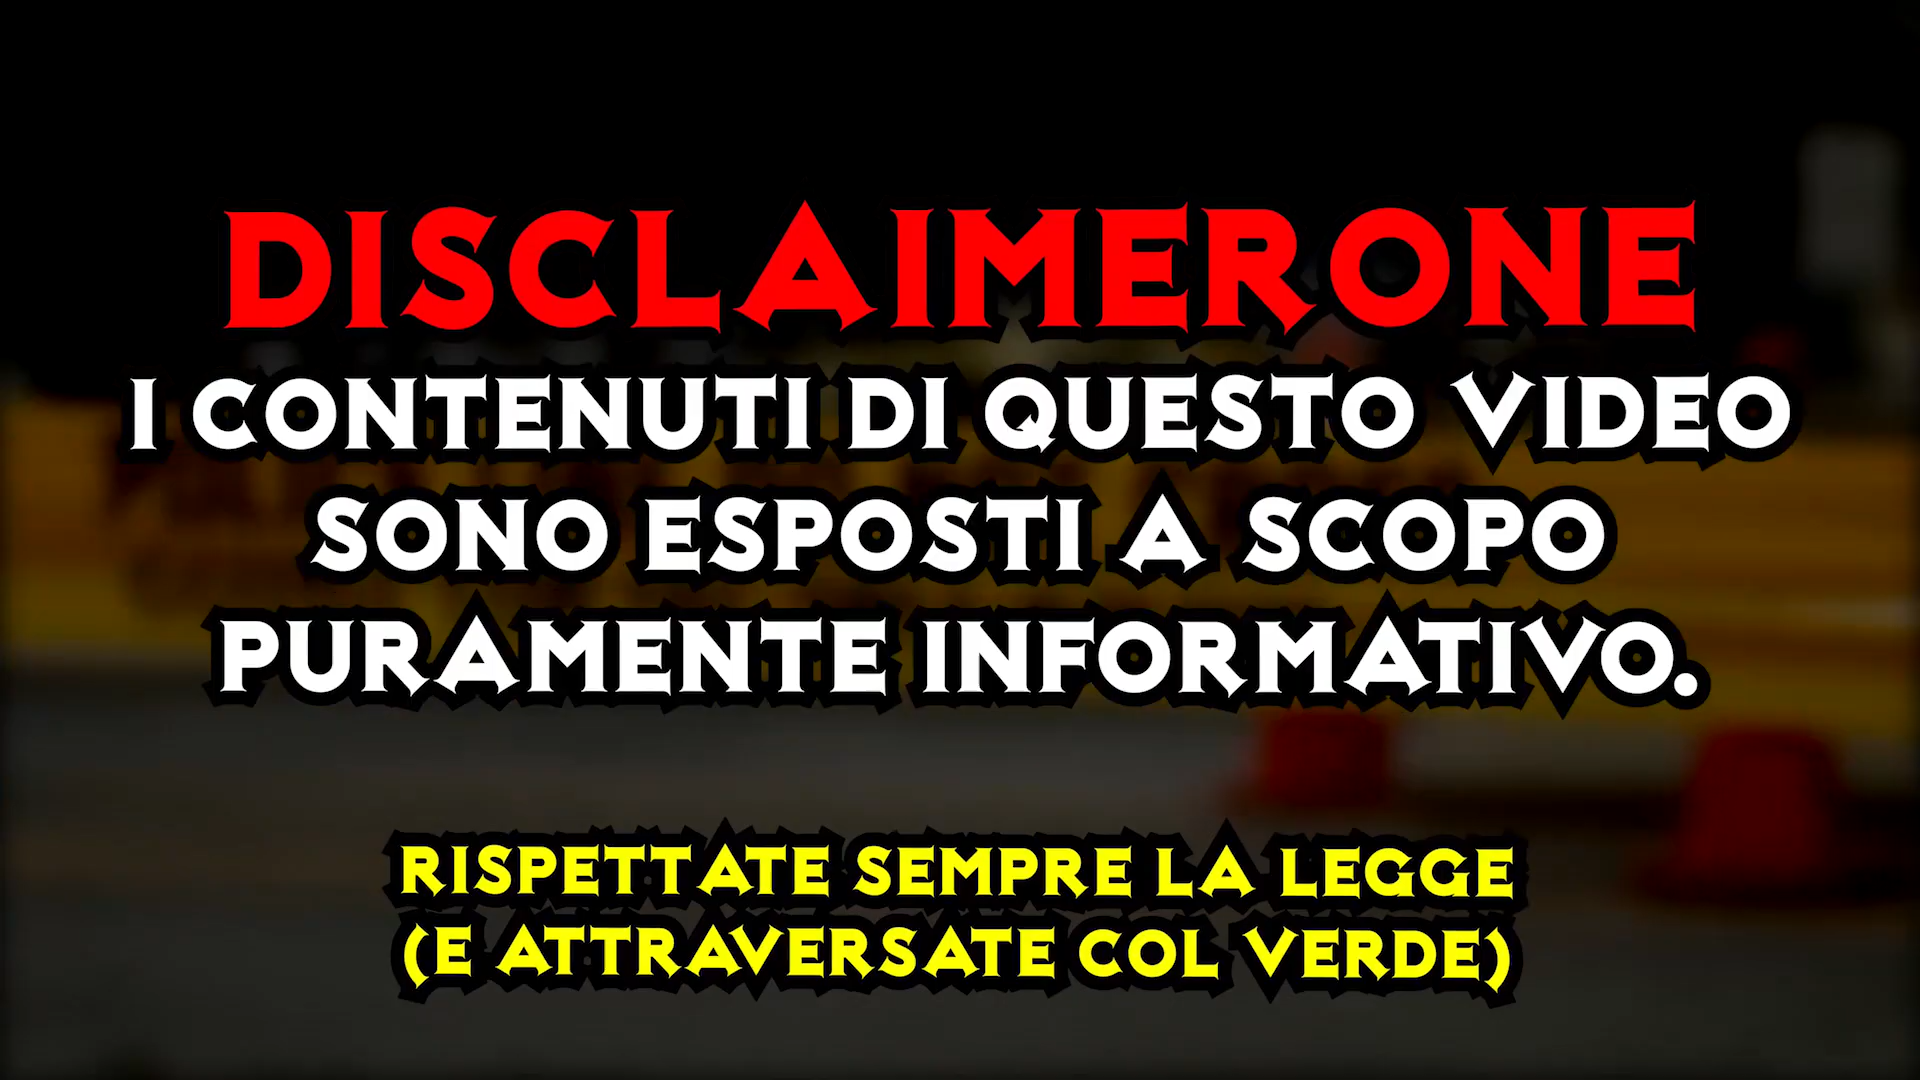 DISCLAIMERONE
I CONTENUTI DI QUESTO VIDEO
SONO ESPOSTI A SCOPO
PURAMENTE INFORMATIVO.
RISPETTATE SEMPRE LA LEGGE
(E ATTRAVERSATE COL VERDE)